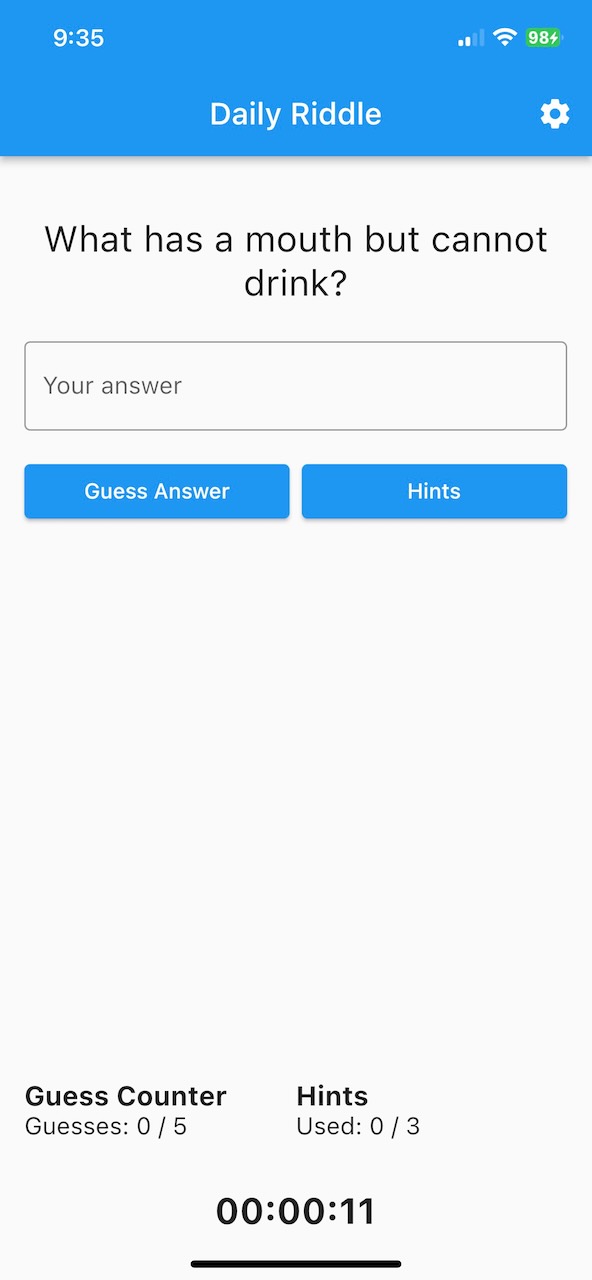 9:35
98
Daily Riddle
What has a mouth but cannot
drink?
Your answer
Guess Answer
Hints
Guess Counter
Guesses: 0 / 5
Hints
Used: 0 / 3
00:00:11